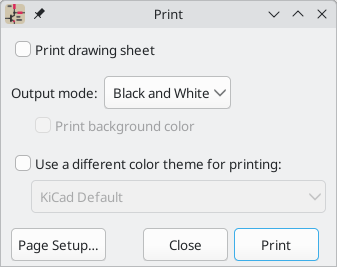 Print
Print drawing sheet
Output mode: Black and White
Print background color
Use a different color theme for printing:
KiCad Default
Page Setup... Close Print